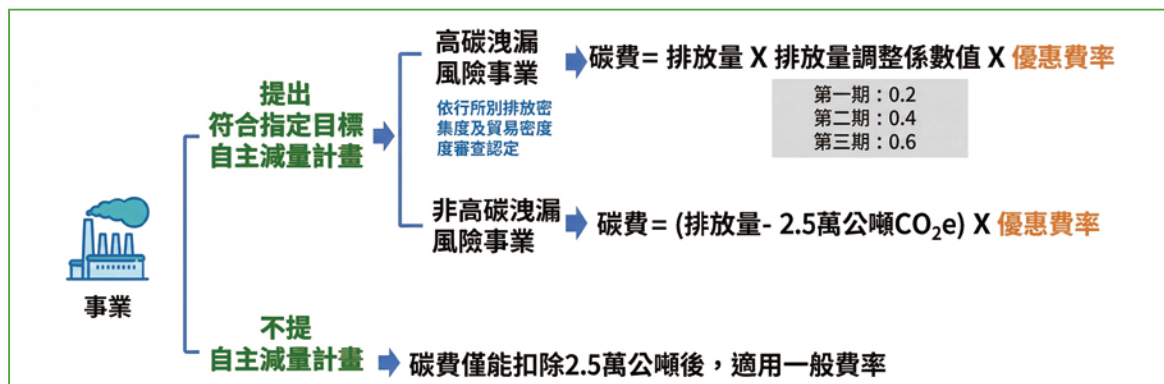 事業
提出
符合指定目標
自主減量計畫
高碳洩漏
風險事業
依行所別排放密
集度及貿易密度
度審查認定
碳費= 排放量 X 排放量調整係數值 X 優惠費率
第一期：0.2
第二期：0.4
第三期：0.6
非高碳洩漏
風險事業
碳費= (排放量- 2.5萬公噸CO₂e) X 優惠費率
不提
自主減量計畫
碳費僅能扣除2.5萬公噸後，適用一般費率